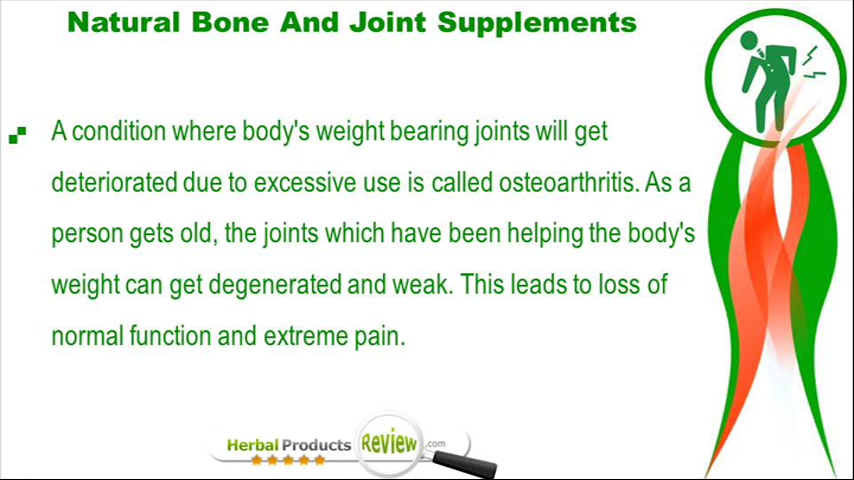 Natural Bone And Joint Supplements
A condition where body's weight bearing joints will get
deteriorated due to excessive use is called osteoarthritis. As a
person gets old, the joints which have been helping the body's
weight can get degenerated and weak. This leads to loss of
normal function and extreme pain.
Herbal Products Review .com